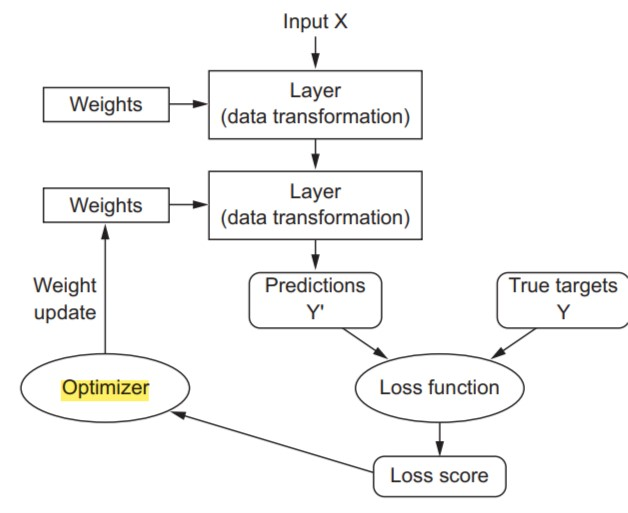 Input X
Layer
(data transformation)
Weights
Layer
(data transformation)
Weights
Weight
update
Predictions
Y'
True targets
Y
Optimizer
Loss function
Loss score